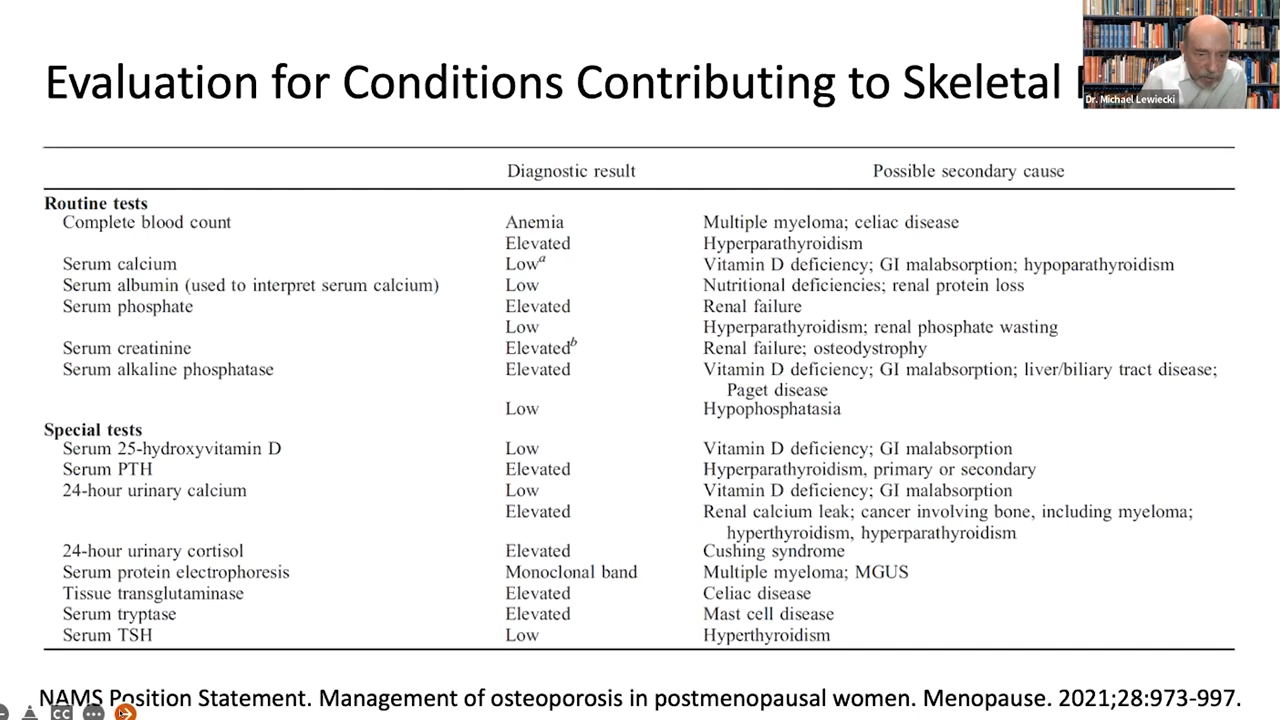 Evaluation for Conditions Contributing to Skeletal
Dr. Michael Lewiecki
Diagnostic result Possible secondary cause
Routine tests
Complete blood count Anemia Multiple myeloma; celiac disease
Elevated Hyperparathyroidism
Serum calcium Lowᵃ Vitamin D deficiency; GI malabsorption; hypoparathyroidism
Serum albumin (used to interpret serum calcium) Low Nutritional deficiencies; renal protein loss
Serum phosphate Elevated Renal failure
Low Hyperparathyroidism; renal phosphate wasting
Serum creatinine Elevatedᵇ Renal failure; osteodystrophy
Serum alkaline phosphatase Elevated Vitamin D deficiency; GI malabsorption; liver/biliary tract disease;
Paget disease
Low Hypophosphatasia
Special tests
Serum 25-hydroxyvitamin D Low Vitamin D deficiency; GI malabsorption
Serum PTH Elevated Hyperparathyroidism, primary or secondary
24-hour urinary calcium Low Vitamin D deficiency; GI malabsorption
Elevated Renal calcium leak; cancer involving bone, including myeloma;
hyperthyroidism, hyperparathyroidism
24-hour urinary cortisol Elevated Cushing syndrome
Serum protein electrophoresis Monoclonal band Multiple myeloma; MGUS
Tissue transglutaminase Elevated Celiac disease
Serum tryptase Elevated Mast cell disease
Serum TSH Low Hyperthyroidism
NAMS Position Statement. Management of osteoporosis in postmenopausal women. Menopause. 2021;28:973-997.
CC